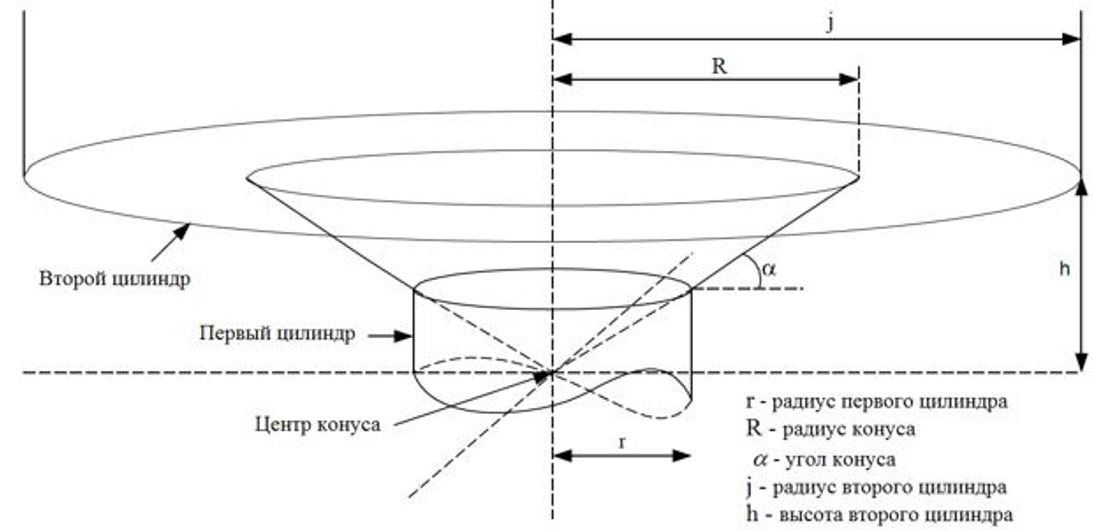 j
R
Второй цилиндр
α
h
Первый цилиндр
Центр конуса
r
r - радиус первого цилиндра
R - радиус конуса
α - угол конуса
j - радиус второго цилиндра
h - высота второго цилиндра